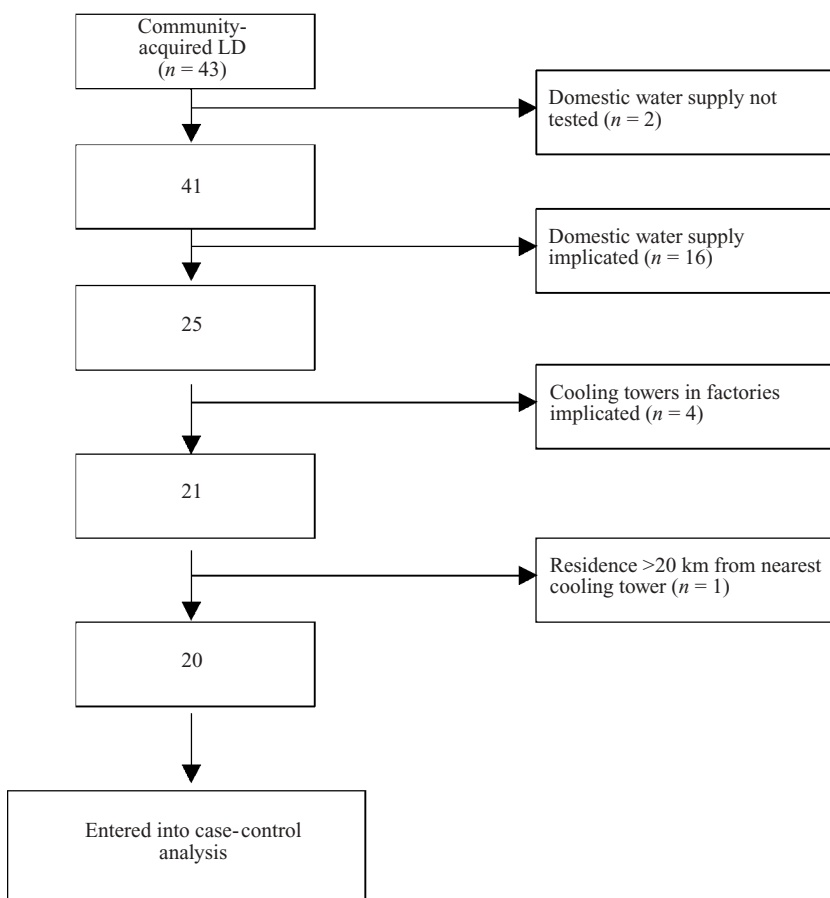 Community-
acquired LD
(n = 43)
Domestic water supply not
tested (n = 2)
41
Domestic water supply
implicated (n = 16)
25
Cooling towers in factories
implicated (n = 4)
21
Residence >20 km from nearest
cooling tower (n = 1)
20
Entered into case-control
analysis